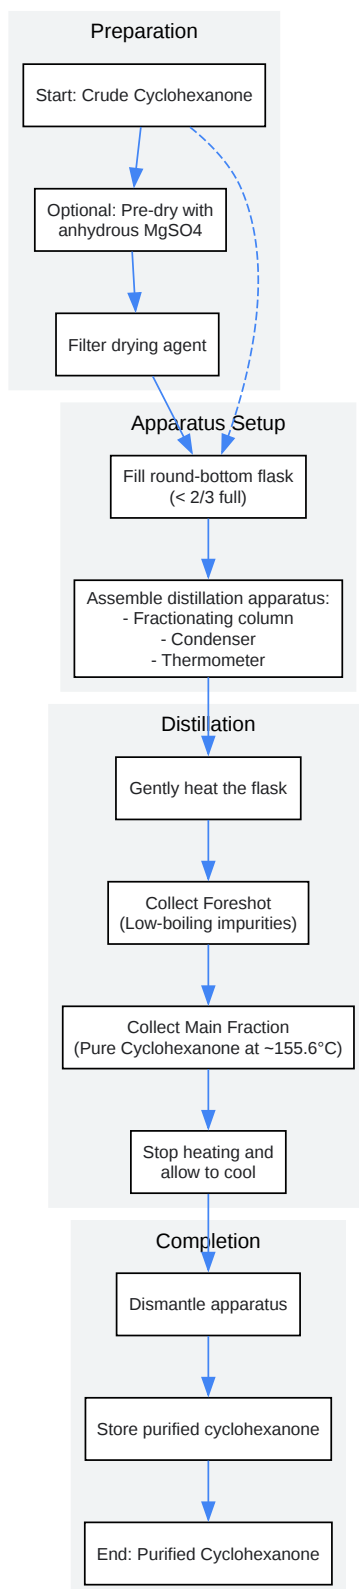 Preparation
Start: Crude Cyclohexanone
Optional: Pre-dry with
anhydrous MgSO4
Filter drying agent
Apparatus Setup
Fill round-bottom flask
(< 2/3 full)
Assemble distillation apparatus:
- Fractionating column
- Condenser
- Thermometer
Distillation
Gently heat the flask
Collect Foreshot
(Low-boiling impurities)
Collect Main Fraction
(Pure Cyclohexanone at ~155.6°C)
Stop heating and
allow to cool
Completion
Dismantle apparatus
Store purified cyclohexanone
End: Purified Cyclohexanone